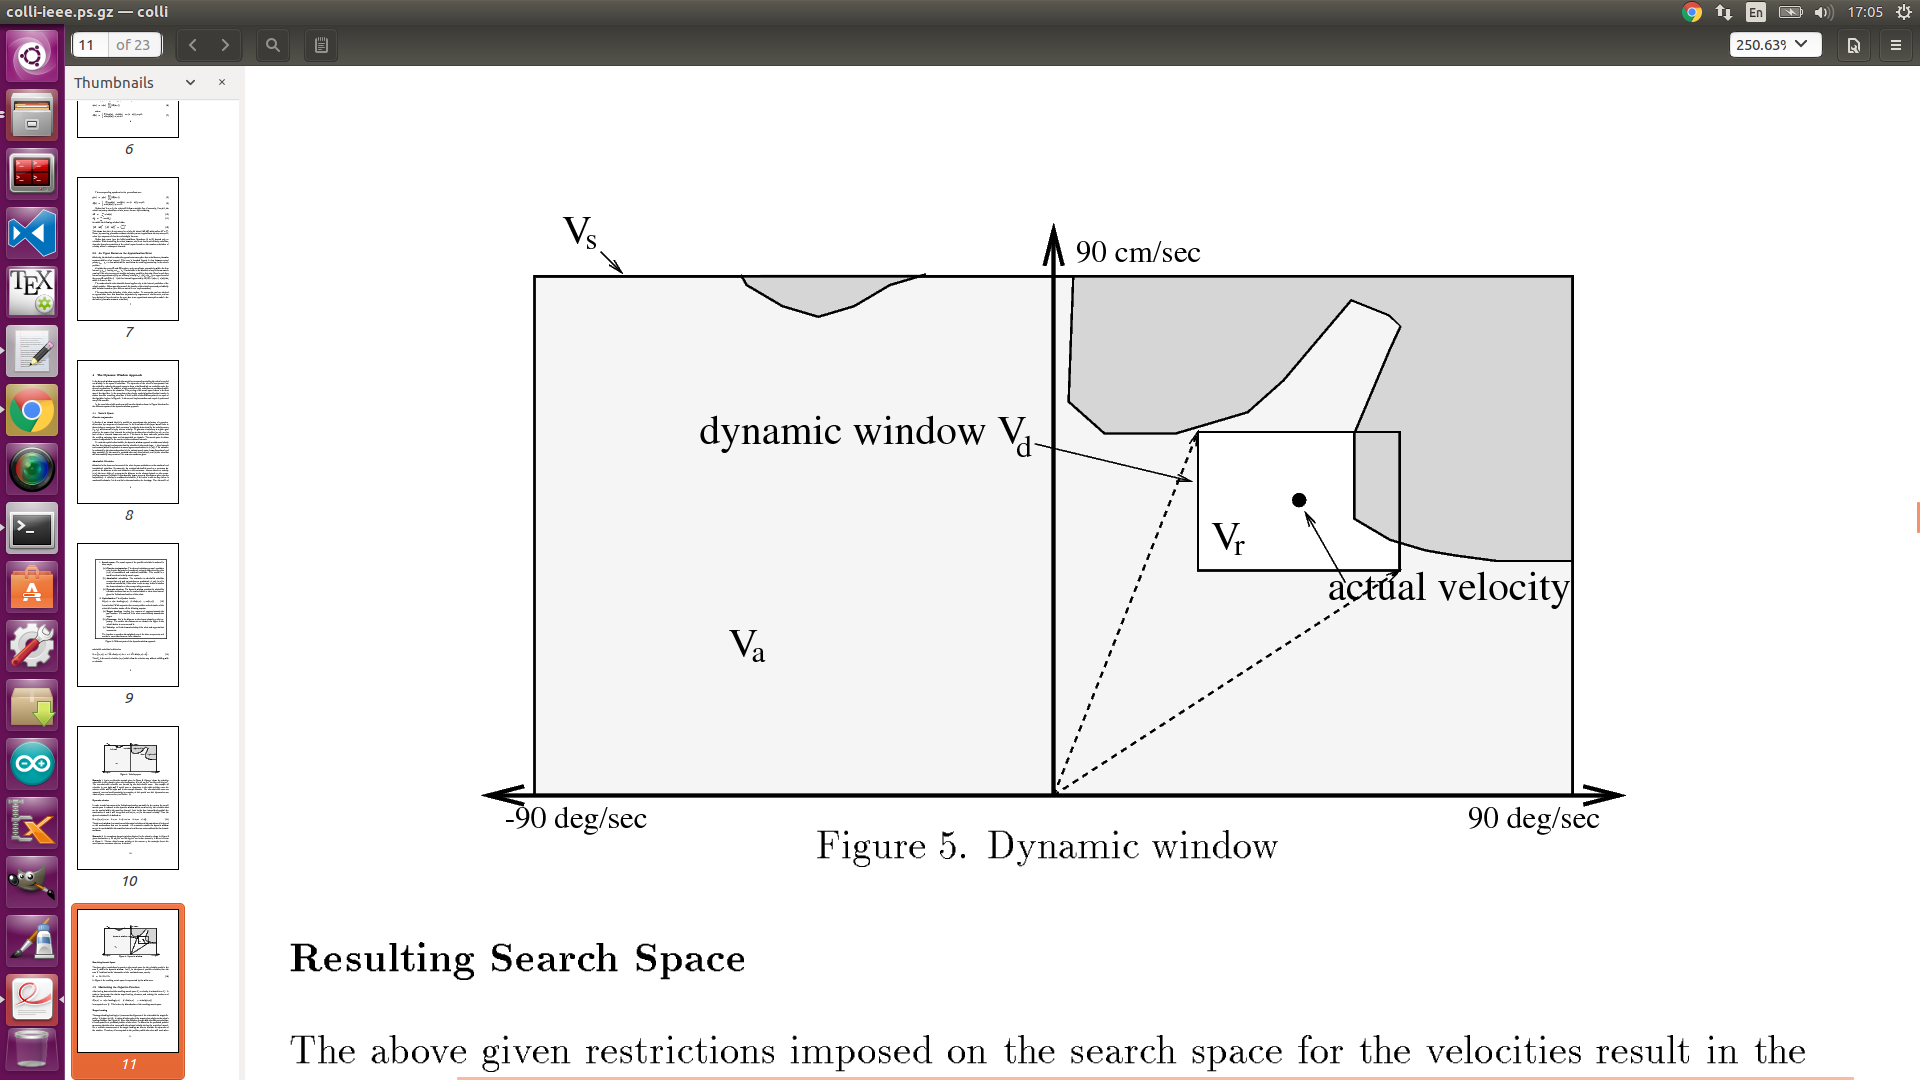 colli-ieee.ps.gz — colli
En
17:05
11 of 23
250.63%
Thumbnails
6
7
8
9
10
11
Vs
90 cm/sec
dynamic window Vd
Vr
actual velocity
Va
-90 deg/sec
90 deg/sec
Figure 5. Dynamic window
Resulting Search Space
The above given restrictions imposed on the search space for the velocities result in the